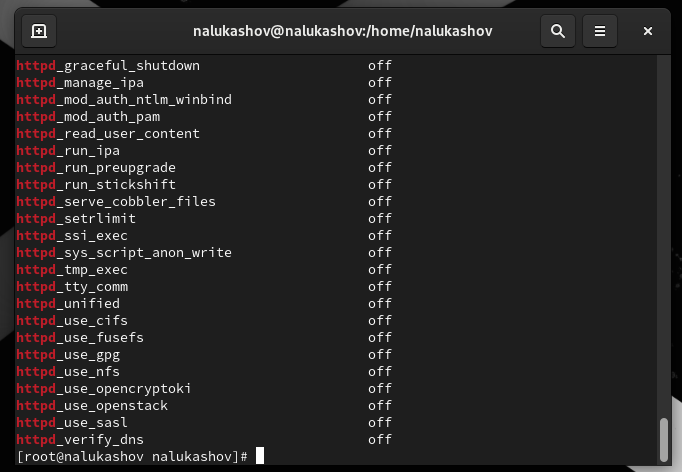 nalukashov@nalukashov:/home/nalukashov
httpd_graceful_shutdown off
httpd_manage_ipa off
httpd_mod_auth_ntlm_winbind off
httpd_mod_auth_pam off
httpd_read_user_content off
httpd_run_ipa off
httpd_run_preupgrade off
httpd_run_stickshift off
httpd_serve_cobbler_files off
httpd_setrlimit off
httpd_ssi_exec off
httpd_sys_script_anon_write off
httpd_tmp_exec off
httpd_tty_comm off
httpd_unified off
httpd_use_cifs off
httpd_use_fusefs off
httpd_use_gpg off
httpd_use_nfs off
httpd_use_opencryptoki off
httpd_use_openstack off
httpd_use_sasl off
httpd_verify_dns off
[root@nalukashov nalukashov]#